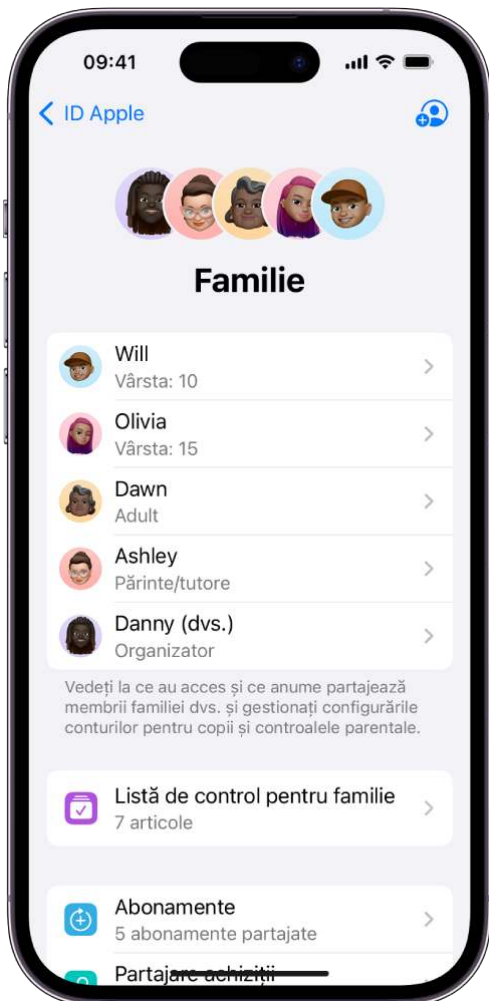 09:41
ID Apple
Familie
Will
Vârsta: 10
Olivia
Vârsta: 15
Dawn
Adult
Ashley
Părinte/tutore
Danny (dvs.)
Organizator
Vedeți la ce au acces și ce anume partajează
membrii familiei dvs. și gestionați configurările
conturilor pentru copii și controalele parentale.
Listă de control pentru familie
7 articole
Abonamente
5 abonamente partajate
Partajare achiziții